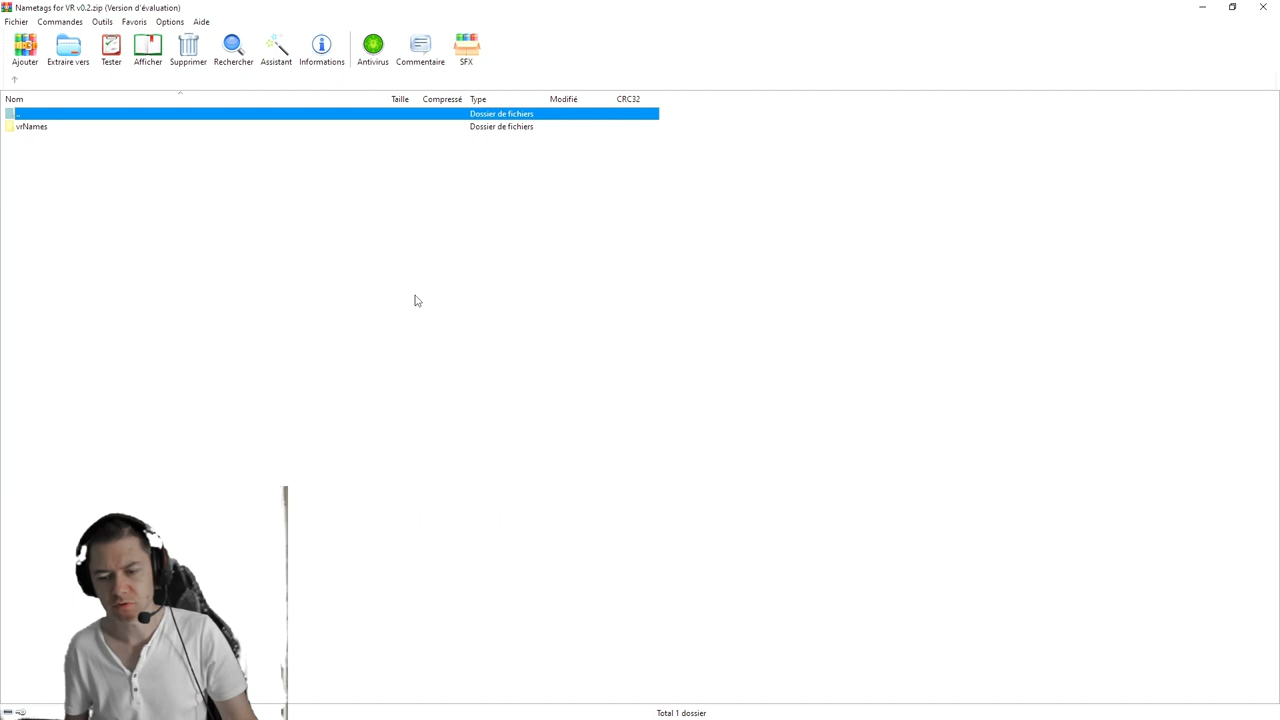 Nametags for VR v0.2.zip (Version d'évaluation)
Fichier Commandes Outils Favoris Options Aide
Ajouter Extraire vers Tester Afficher Supprimer Rechercher Assistant Informations Antivirus Commentaire SFX
Nom Taille Compressé Type Modifié CRC32
.. Dossier de fichiers
vrNames Dossier de fichiers
Total 1 dossier